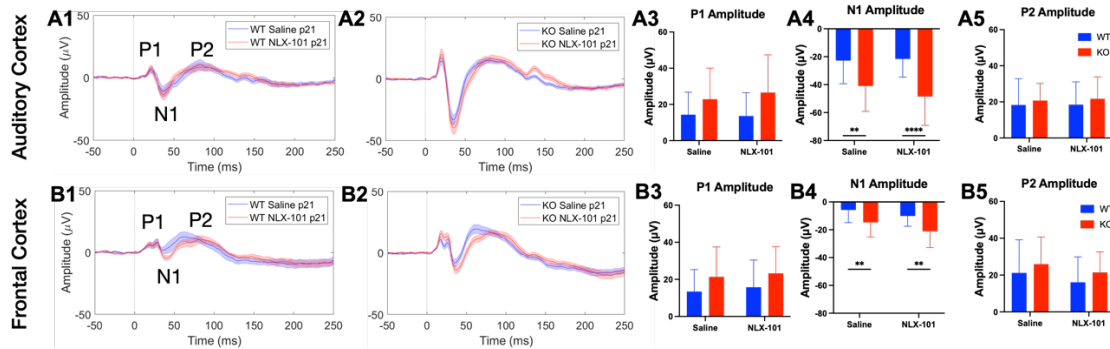 Auditory Cortex
A1
50
0
-50
Amplitude (µV)
P1
P2
N1
WT Saline p21
WT NLX-101 p21
-50 0 50 100 150 200 250
Time (ms)
A2
50
0
-50
KO Saline p21
KO NLX-101 p21
-50 0 50 100 150 200 250
Time (ms)
A3
P1 Amplitude
Amplitude (µV)
60
40
20
0
Saline NLX-101
A4
N1 Amplitude
Amplitude (µV)
0
-20
-40
-60
-80
** ****
Saline NLX-101
A5
P2 Amplitude
Amplitude (µV)
60
40
20
0
WT
KO
Saline NLX-101
Frontal Cortex
B1
50
0
-50
Amplitude (µV)
P1
P2
N1
WT Saline p21
WT NLX-101 p21
-50 0 50 100 150 200 250
Time (ms)
B2
50
0
-50
KO Saline p21
KO NLX-101 p21
-50 0 50 100 150 200 250
Time (ms)
B3
P1 Amplitude
Amplitude (µV)
60
40
20
0
Saline NLX-101
B4
N1 Amplitude
Amplitude (µV)
0
-20
-40
-60
-80
** **
Saline NLX-101
B5
P2 Amplitude
Amplitude (µV)
60
40
20
0
WT
KO
Saline NLX-101